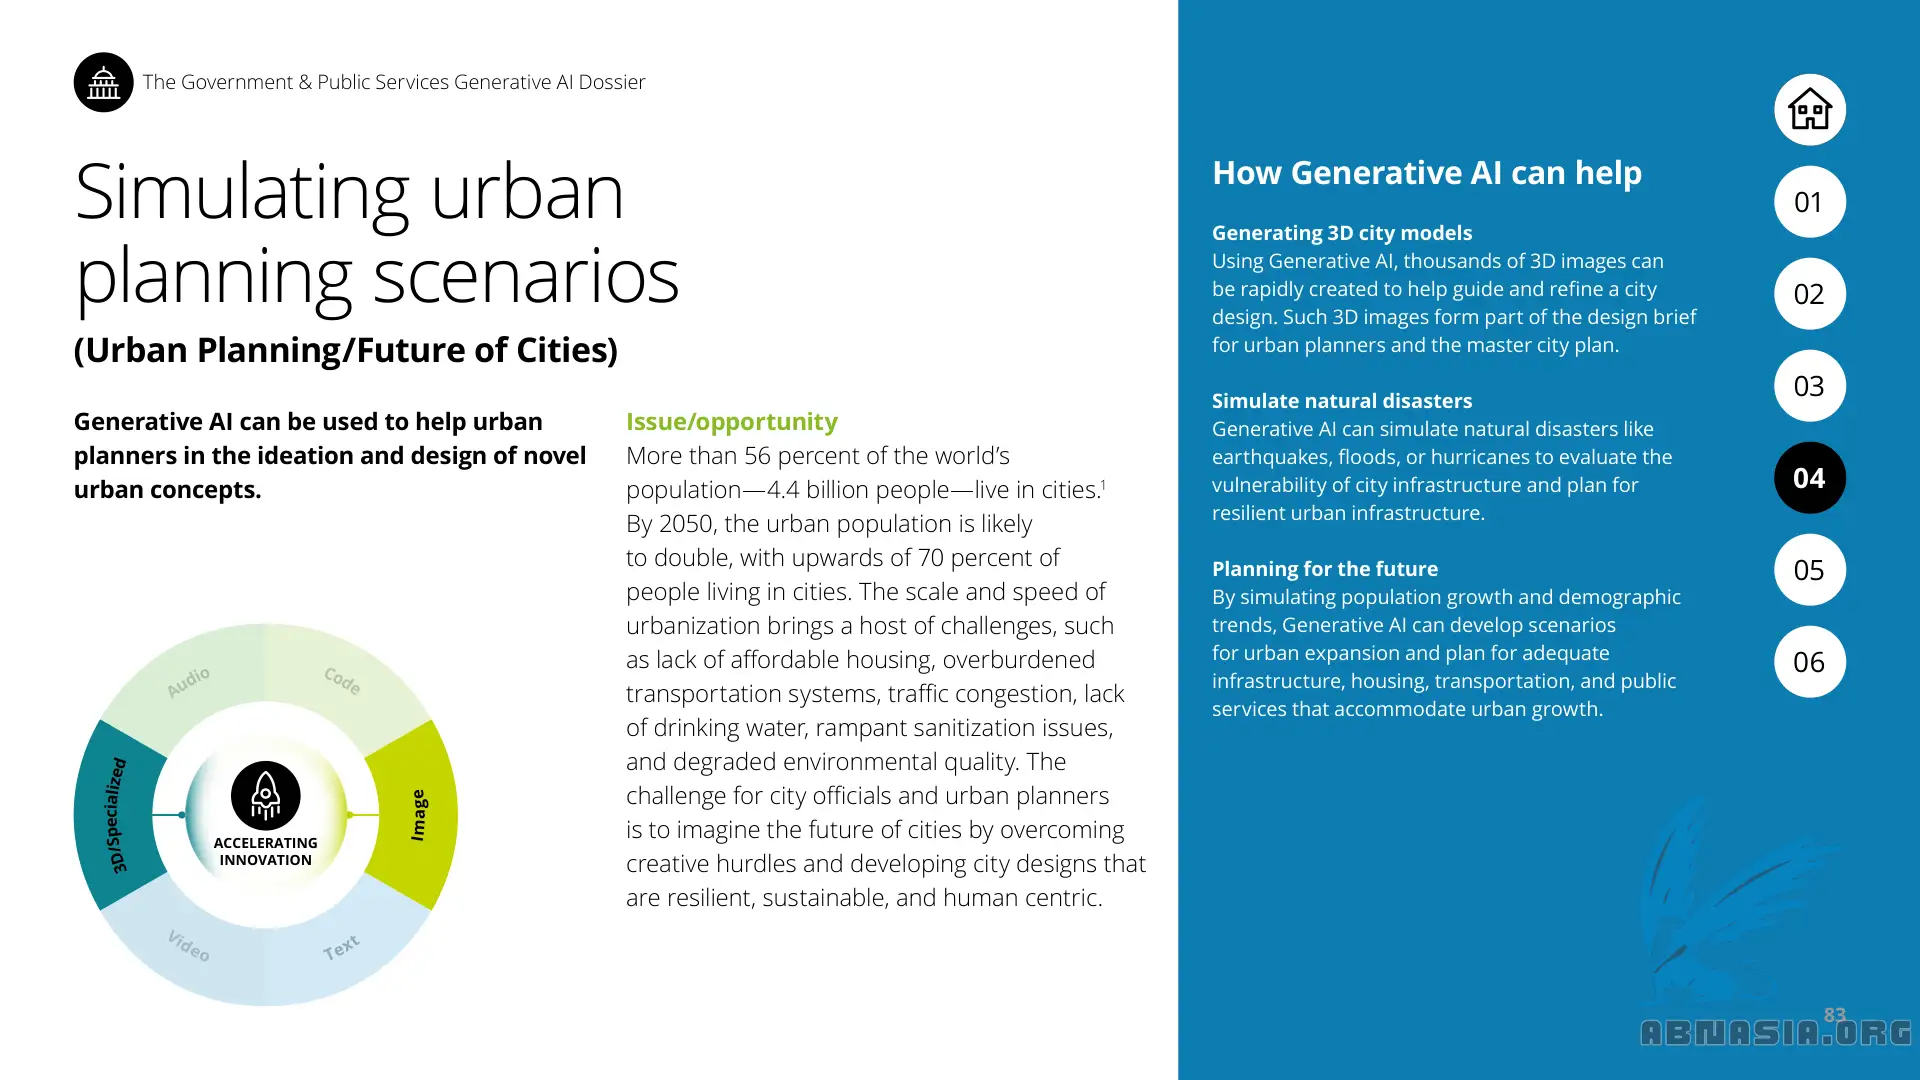 The Government & Public Services Generative AI Dossier
Simulating urban
planning scenarios
(Urban Planning/Future of Cities)
Generative AI can be used to help urban
planners in the ideation and design of novel
urban concepts.
Audio
Code
3D/Specialized
Image
ACCELERATING
INNOVATION
Video
Text
Issue/opportunity
More than 56 percent of the world’s
population—4.4 billion people—live in cities.¹
By 2050, the urban population is likely
to double, with upwards of 70 percent of
people living in cities. The scale and speed of
urbanization brings a host of challenges, such
as lack of affordable housing, overburdened
transportation systems, traffic congestion, lack
of drinking water, rampant sanitization issues,
and degraded environmental quality. The
challenge for city officials and urban planners
is to imagine the future of cities by overcoming
creative hurdles and developing city designs that
are resilient, sustainable, and human centric.
How Generative AI can help
Generating 3D city models
Using Generative AI, thousands of 3D images can
be rapidly created to help guide and refine a city
design. Such 3D images form part of the design brief
for urban planners and the master city plan.
Simulate natural disasters
Generative AI can simulate natural disasters like
earthquakes, floods, or hurricanes to evaluate the
vulnerability of city infrastructure and plan for
resilient urban infrastructure.
Planning for the future
By simulating population growth and demographic
trends, Generative AI can develop scenarios
for urban expansion and plan for adequate
infrastructure, housing, transportation, and public
services that accommodate urban growth.
01
02
03
04
05
06
83
ABNASIA.ORG